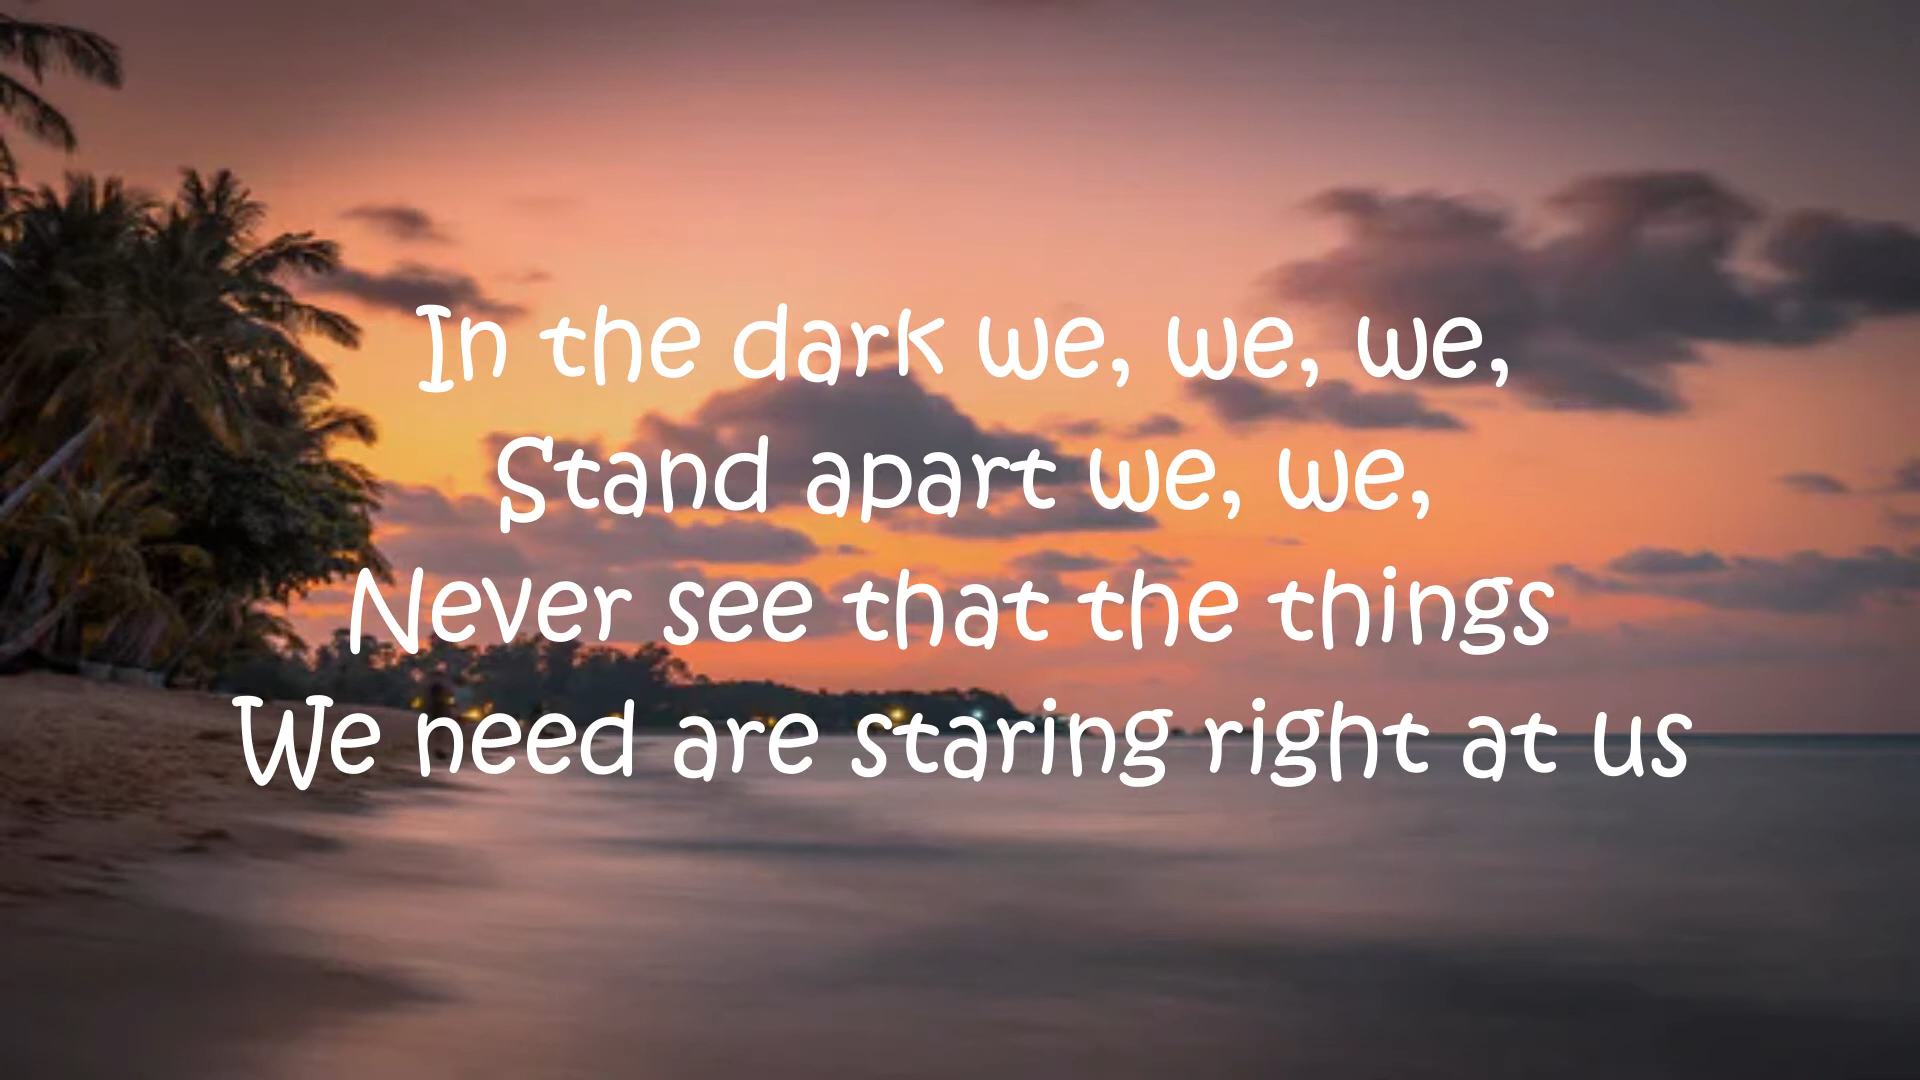 In the dark we, we, we,
Stand apart we, we,
Never see that the things
We need are staring right at us